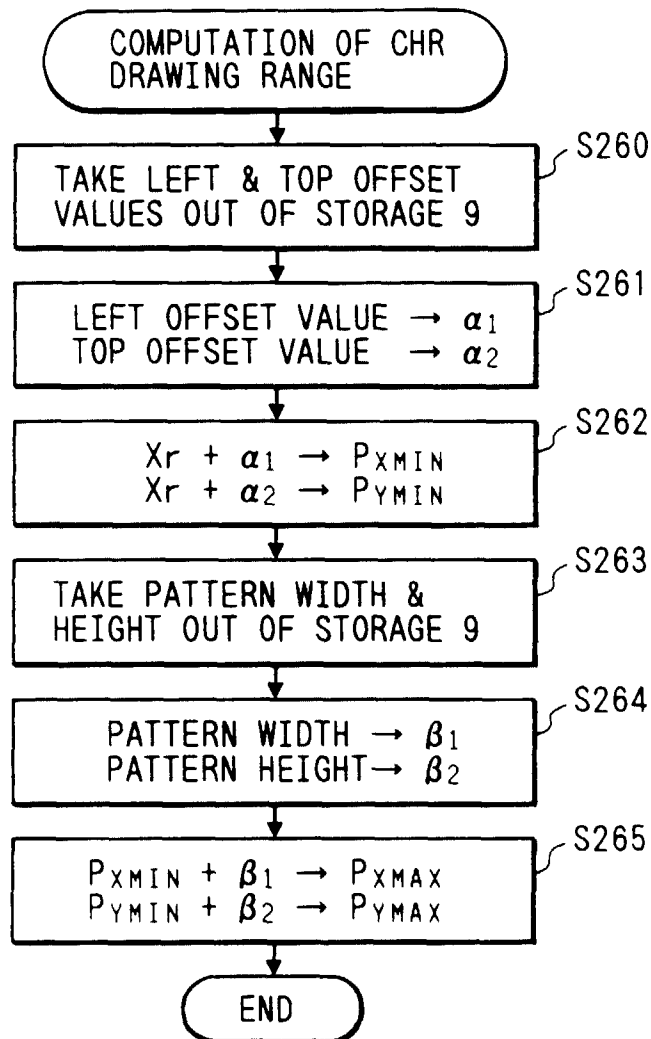 COMPUTATION OF CHR
DRAWING RANGE
S260
TAKE LEFT & TOP OFFSET
VALUES OUT OF STORAGE 9
S261
LEFT OFFSET VALUE → α1
TOP OFFSET VALUE → α2
S262
Xr + α1 → PXMIN
Xr + α2 → PYMIN
S263
TAKE PATTERN WIDTH &
HEIGHT OUT OF STORAGE 9
S264
PATTERN WIDTH → β1
PATTERN HEIGHT → β2
S265
PXMIN + β1 → PXMAX
PYMIN + β2 → PYMAX
END